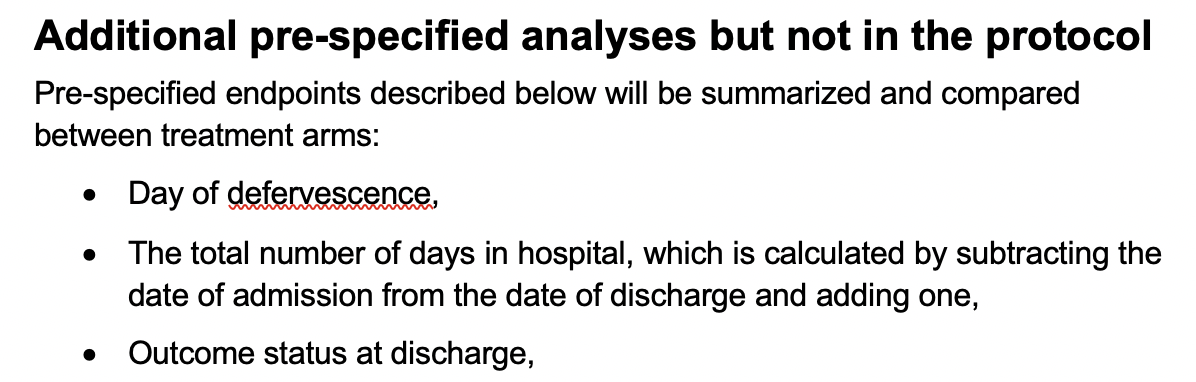 Additional pre-specified analyses but not in the protocol
Pre-specified endpoints described below will be summarized and compared
between treatment arms:
• Day of defervescence,
• The total number of days in hospital, which is calculated by subtracting the
date of admission from the date of discharge and adding one,
• Outcome status at discharge,